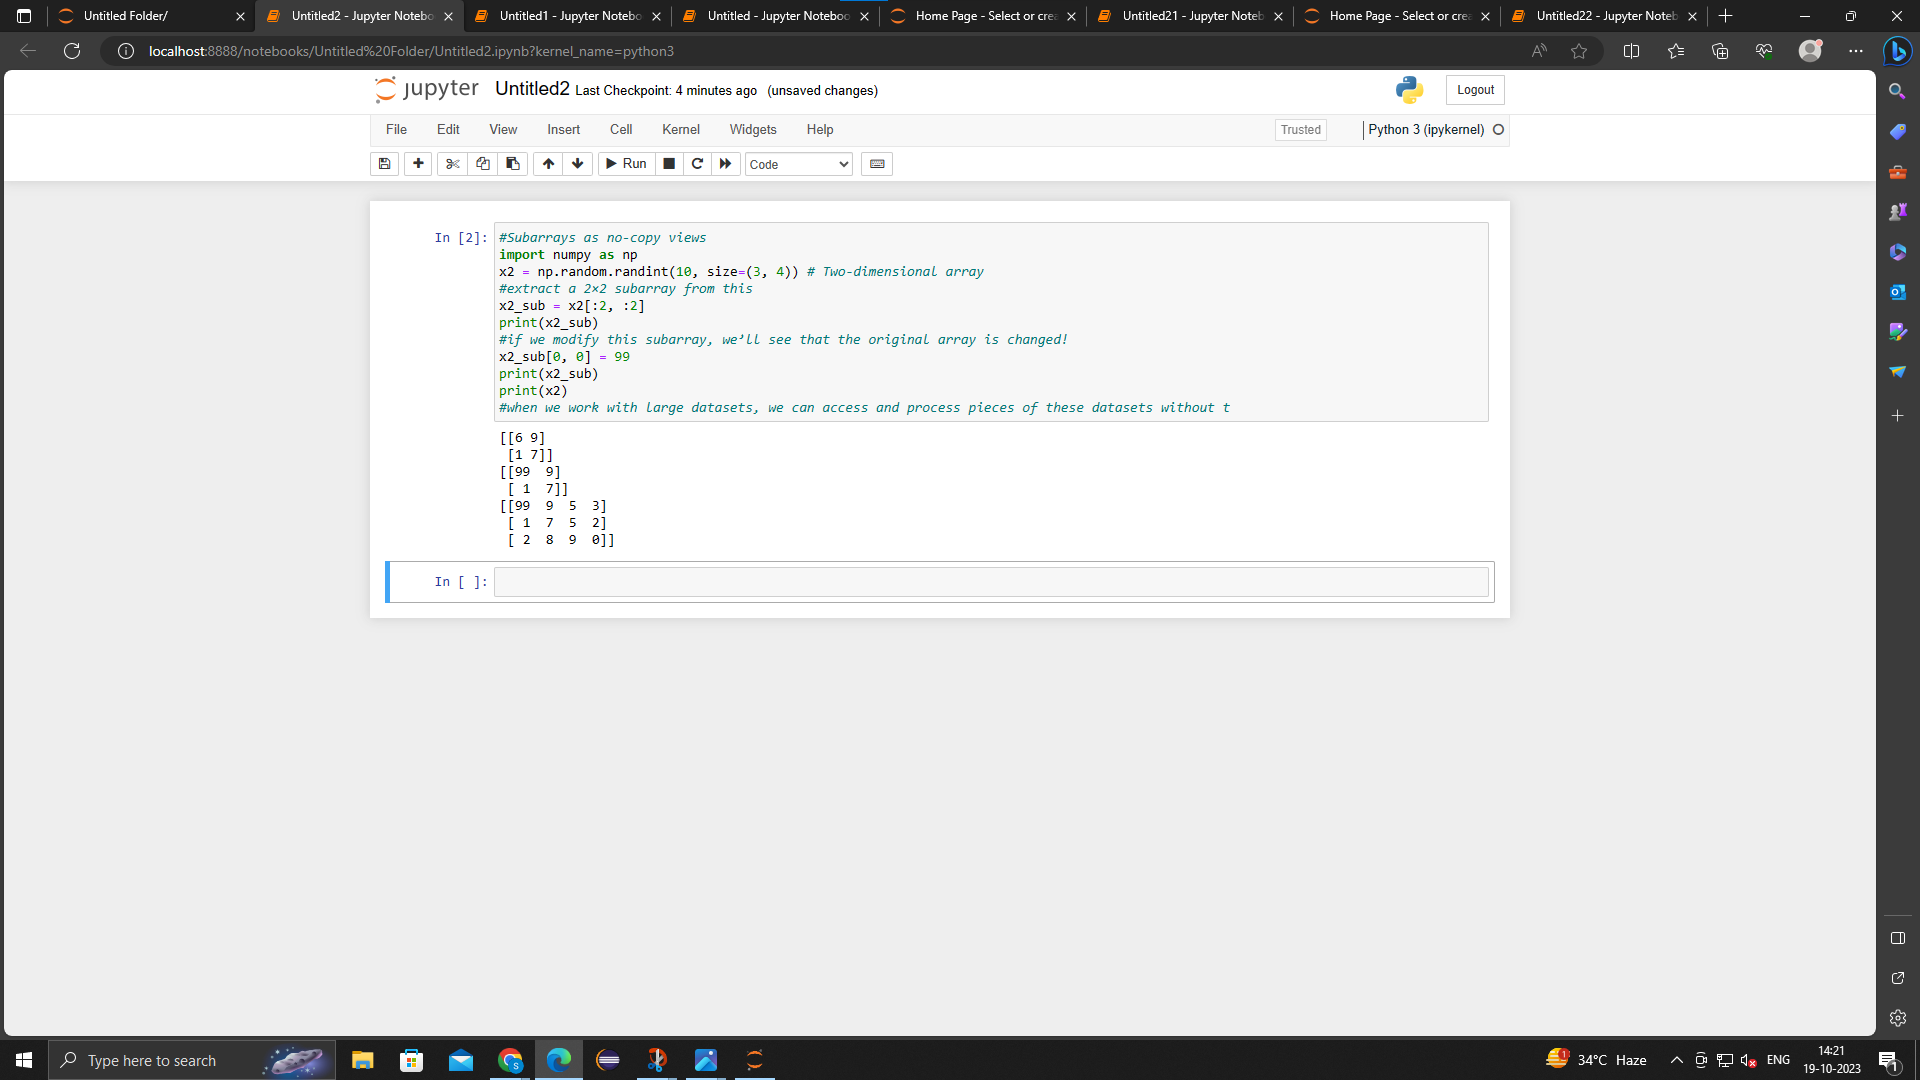 Untitled Folder/
Untitled2 - Jupyter Notebo
Untitled1 - Jupyter Notebo
Untitled - Jupyter Noteboo
Home Page - Select or crea
Untitled21 - Jupyter Noteb
Home Page - Select or crea
Untitled22 - Jupyter Noteb
localhost:8888/notebooks/Untitled%20Folder/Untitled2.ipynb?kernel_name=python3
jupyter Untitled2 Last Checkpoint: 4 minutes ago (unsaved changes)
Logout
File Edit View Insert Cell Kernel Widgets Help
Trusted
Python 3 (ipykernel)
Run
Code
In [2]:
#Subarrays as no-copy views
import numpy as np
x2 = np.random.randint(10, size=(3, 4)) # Two-dimensional array
#extract a 2×2 subarray from this
x2_sub = x2[:2, :2]
print(x2_sub)
#if we modify this subarray, we’ll see that the original array is changed!
x2_sub[0, 0] = 99
print(x2_sub)
print(x2)
#when we work with large datasets, we can access and process pieces of these datasets without t
[[6 9]
 [1 7]]
[[99  9]
 [ 1  7]]
[[99  9  5  3]
 [ 1  7  5  2]
 [ 2  8  9  0]]
In [ ]:
Type here to search
1
34°C Haze
ENG
14:21
19-10-2023
1